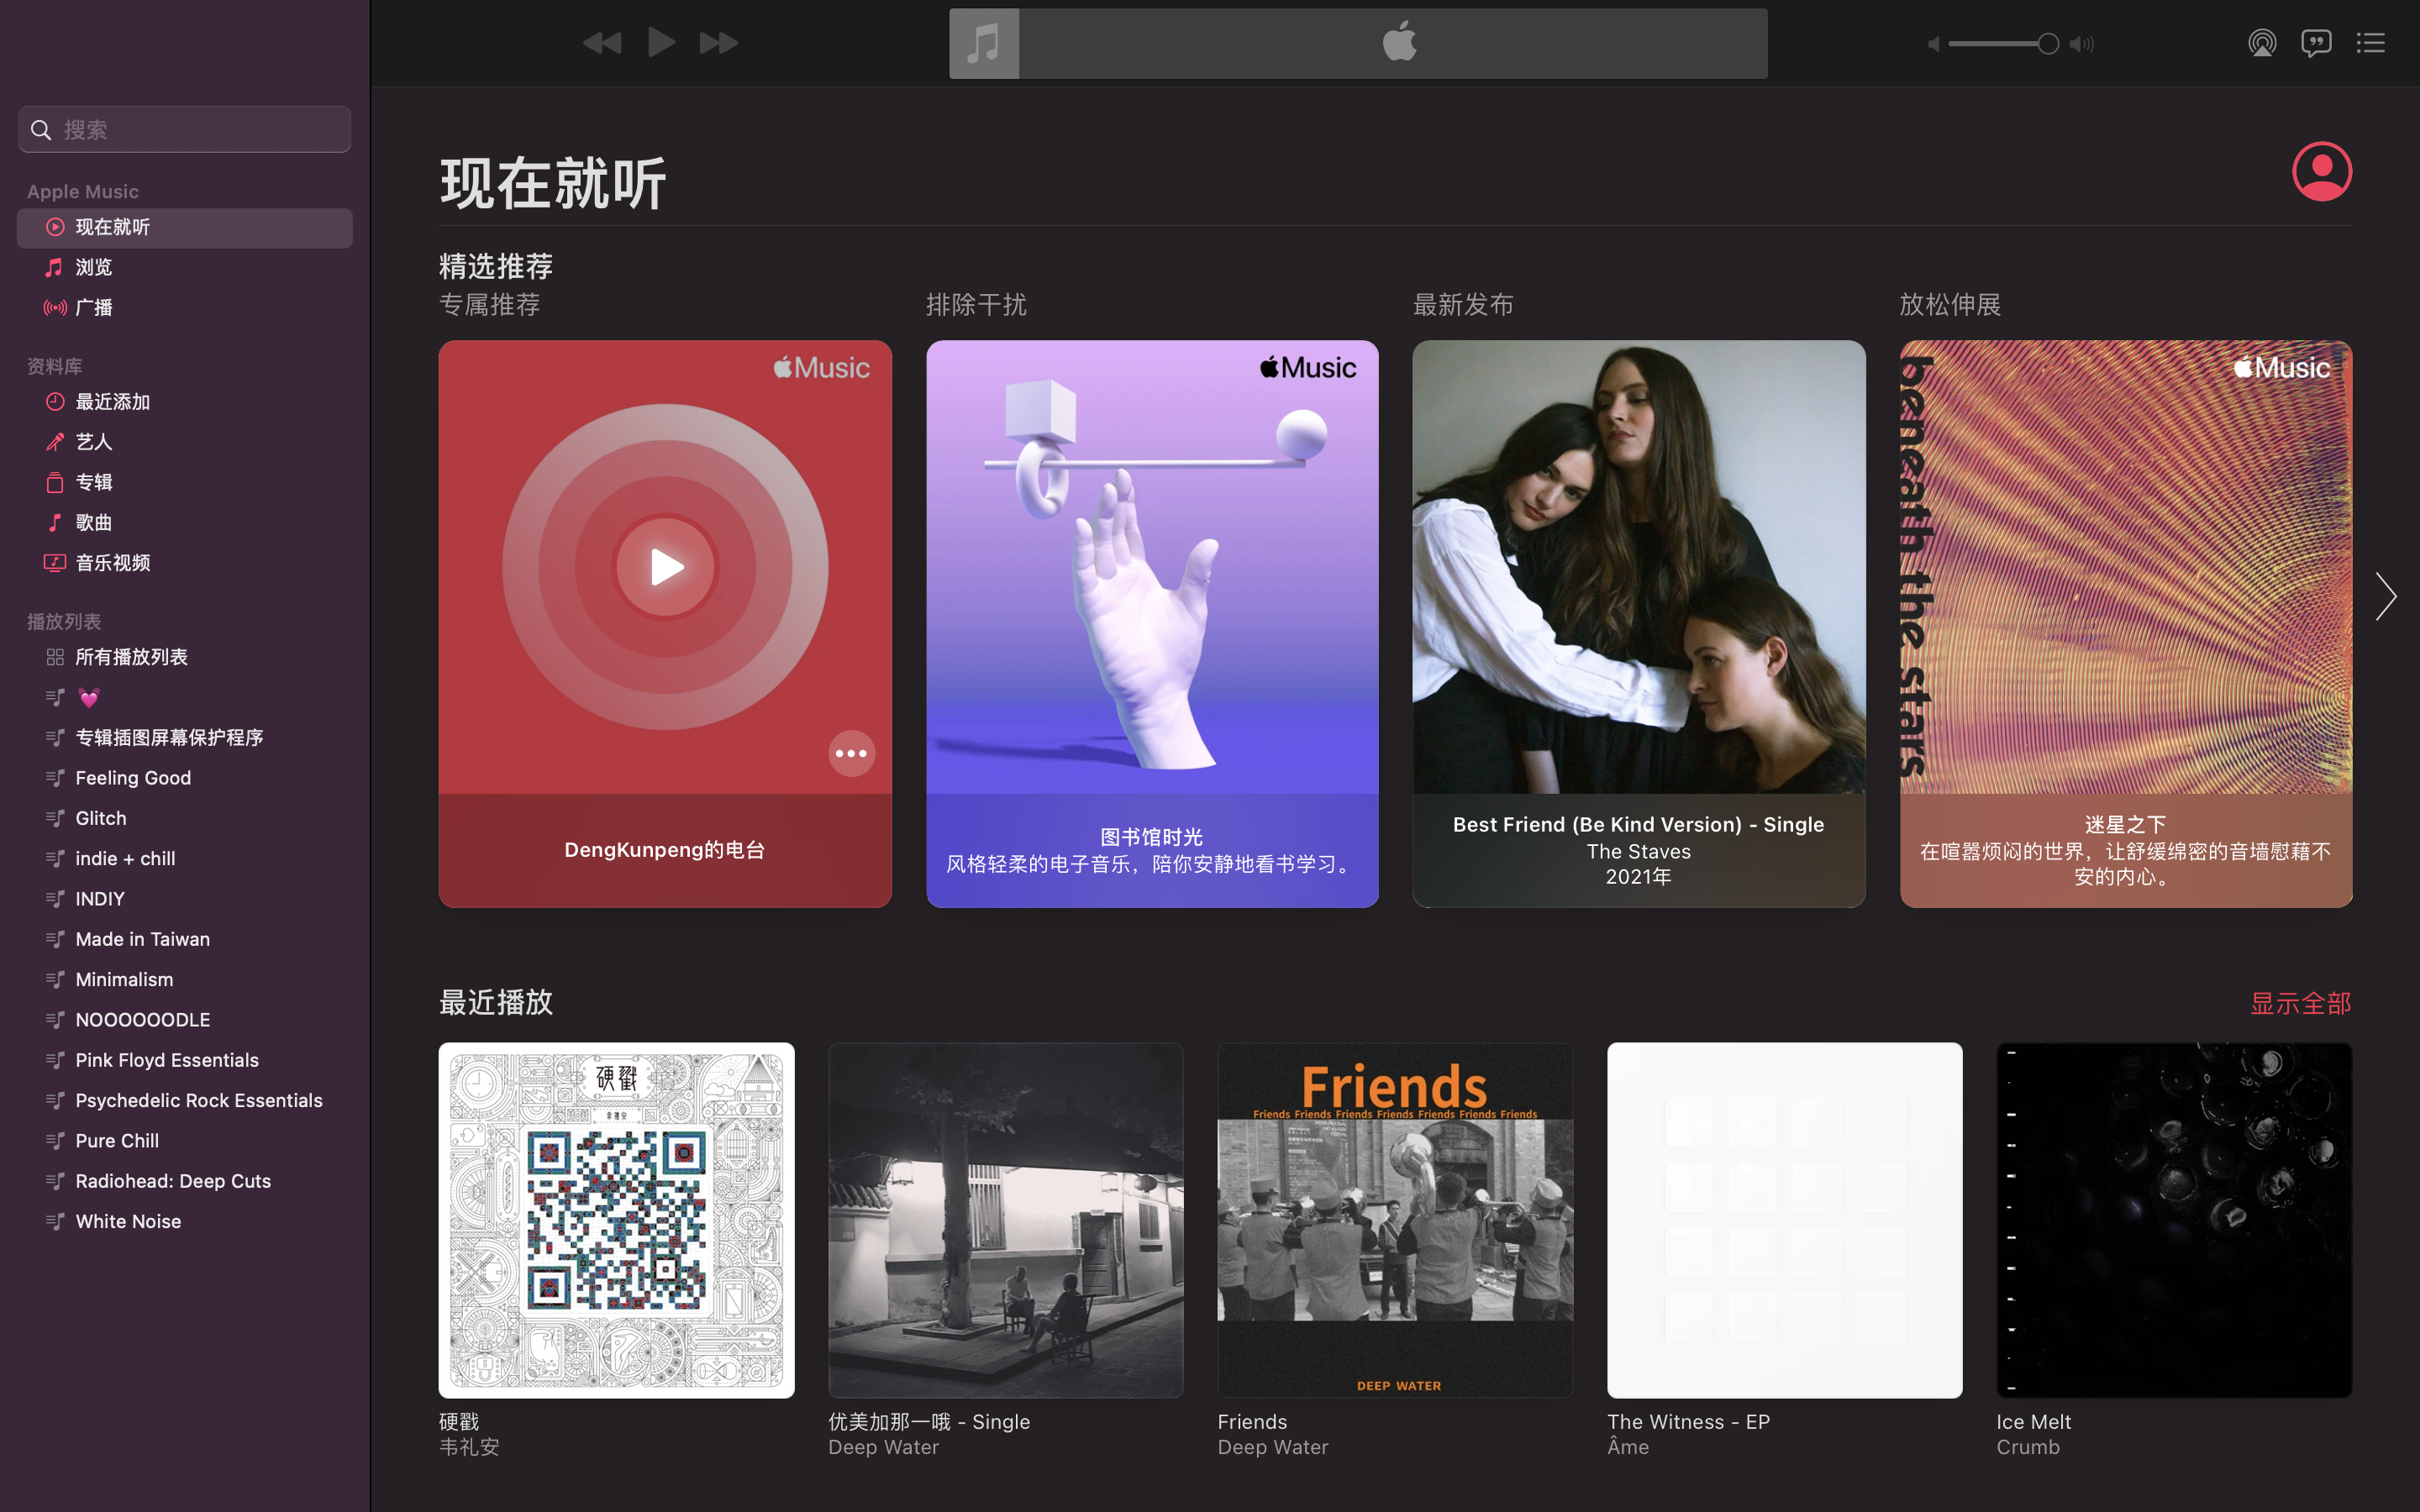 搜索
Apple Music
现在就听
浏览
广播
资料库
最近添加
艺人
专辑
歌曲
音乐视频
播放列表
所有播放列表
专辑插图屏幕保护程序
Feeling Good
Glitch
indie + chill
INDIY
Made in Taiwan
Minimalism
NOOOOOODLE
Pink Floyd Essentials
Psychedelic Rock Essentials
Pure Chill
Radiohead: Deep Cuts
White Noise
现在就听
精选推荐
专属推荐
Music
DengKunpeng的电台
排除干扰
Music
图书馆时光
风格轻柔的电子音乐，陪你安静地看书学习。
最新发布
Best Friend (Be Kind Version) - Single
The Staves
2021年
放松伸展
Music
beneath the stars
迷星之下
在喧嚣烦闷的世界，让舒缓绵密的音墙慰藉不
安的内心。
最近播放
显示全部
硬戳
韦礼安
硬戳
韦礼安
优美加那一哦 - Single
Deep Water
Friends
Friends Friends Friends Friends Friends Friends Friends
DEEP WATER
Friends
Deep Water
The Witness - EP
Âme
Ice Melt
Crumb